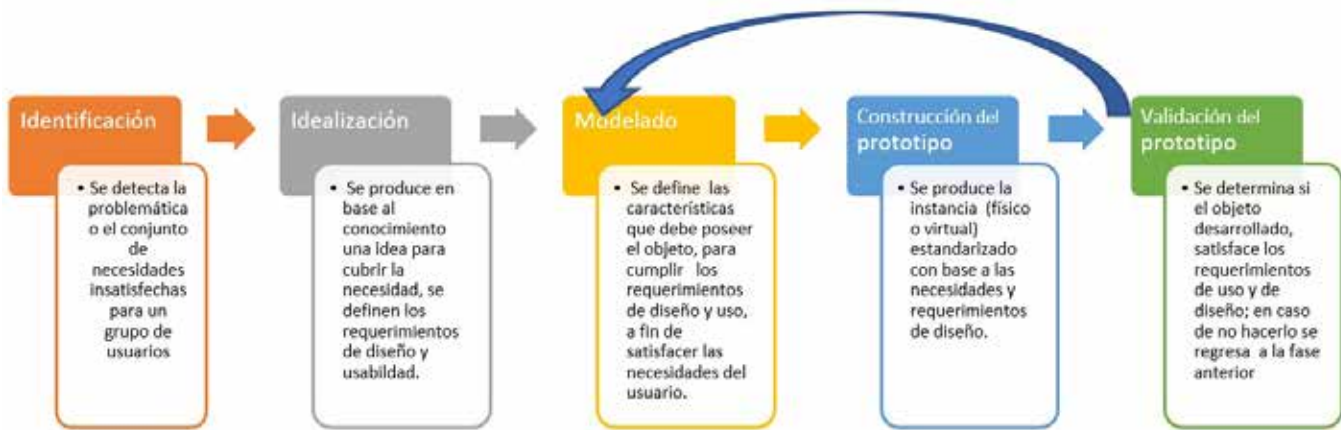 Identificación
• Se detecta la
problemática
o el conjunto
de
necesidades
insatisfechas
para un
grupo de
usuarios
Idealización
• Se produce en
base al
conocimiento
una idea para
cubrir la
necesidad, se
definen los
requerimientos
de diseño y
usabildad.
Modelado
• Se define las
características
que debe poseer
el objeto, para
cumplir los
requerimientos
de diseño y uso,
a fin de
satisfacer las
necesidades del
usuario.
Construcción del
prototipo
• Se produce la
instancia (físico
o virtual)
estandarizado
con base a las
necesidades y
requerimientos
de diseño.
Validación del
prototipo
• Se determina si
el objeto
desarrollado,
satisface los
requerimientos
de uso y de
diseño; en caso
de no hacerlo se
regresa a la fase
anterior